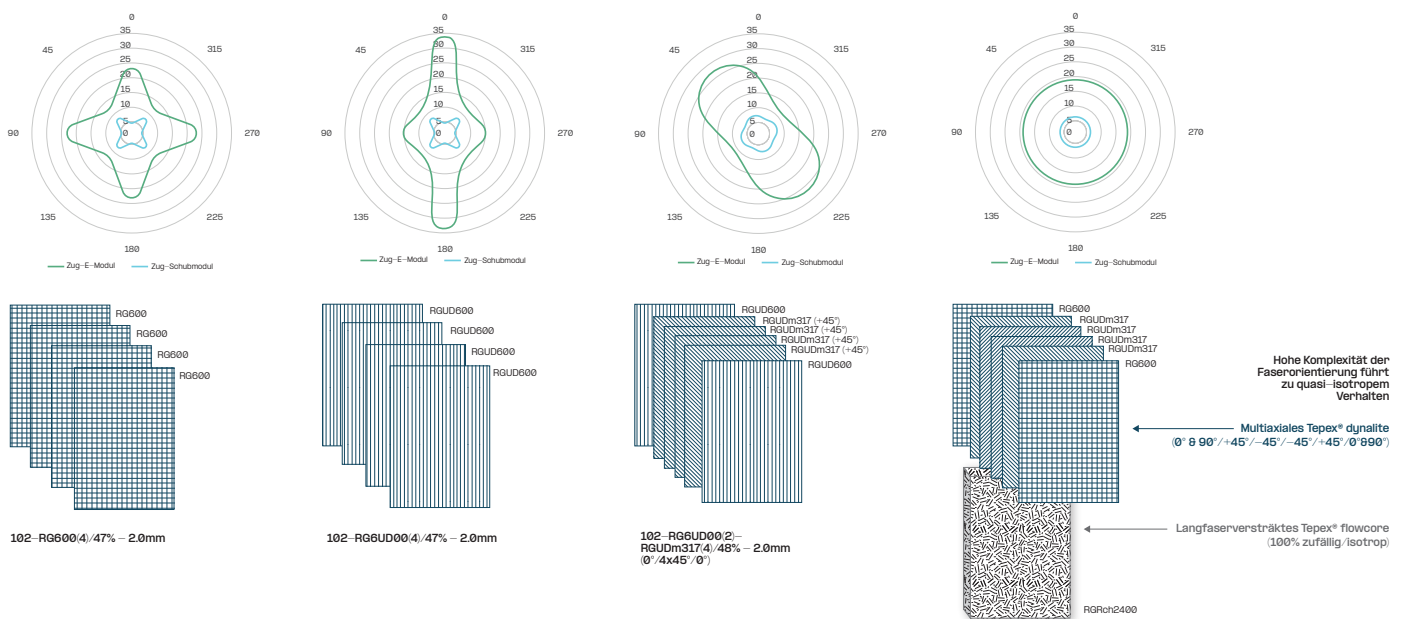 0
45
315
35
30
25
20
15
10
5
0
90
270
135
225
180
Zug-E-Modul
Zug-Schubmodul
0
45
315
35
30
25
20
15
10
5
0
90
270
135
225
180
Zug-E-Modul
Zug-Schubmodul
0
45
315
35
30
25
20
15
10
5
0
90
270
135
225
180
Zug-E-Modul
Zug-Schubmodul
0
45
315
35
30
25
20
15
10
5
0
90
270
135
225
180
Zug-E-Modul
Zug-Schubmodul
RG600
RG600
RG600
RG600
102-RG600(4)/47% – 2.0mm
RGUD600
RGUD600
RGUD600
RGUD600
102-RG6UD00(4)/47% – 2.0mm
RGUD600
RGUDm317 (+45°)
RGUDm317 (+45°)
RGUDm317 (+45°)
RGUDm317 (+45°)
RGUD600
102-RG6UD00(2)-
RGUDm317(4)/48% – 2.0mm
(0°/4x45°/0°)
RG600
RGUDm317
RGUDm317
RGUDm317
RGUDm317
RG600
Hohe Komplexität der
Faserorientierung führt
zu quasi-isotropem
Verhalten
Multiaxiales Tepex® dynalite
(0° & 90°/+45°/-45°/-45°/+45°/0°&90°)
Langfaserversträktes Tepex® flowcore
(100% zufällig/isotrop)
RGRch2400